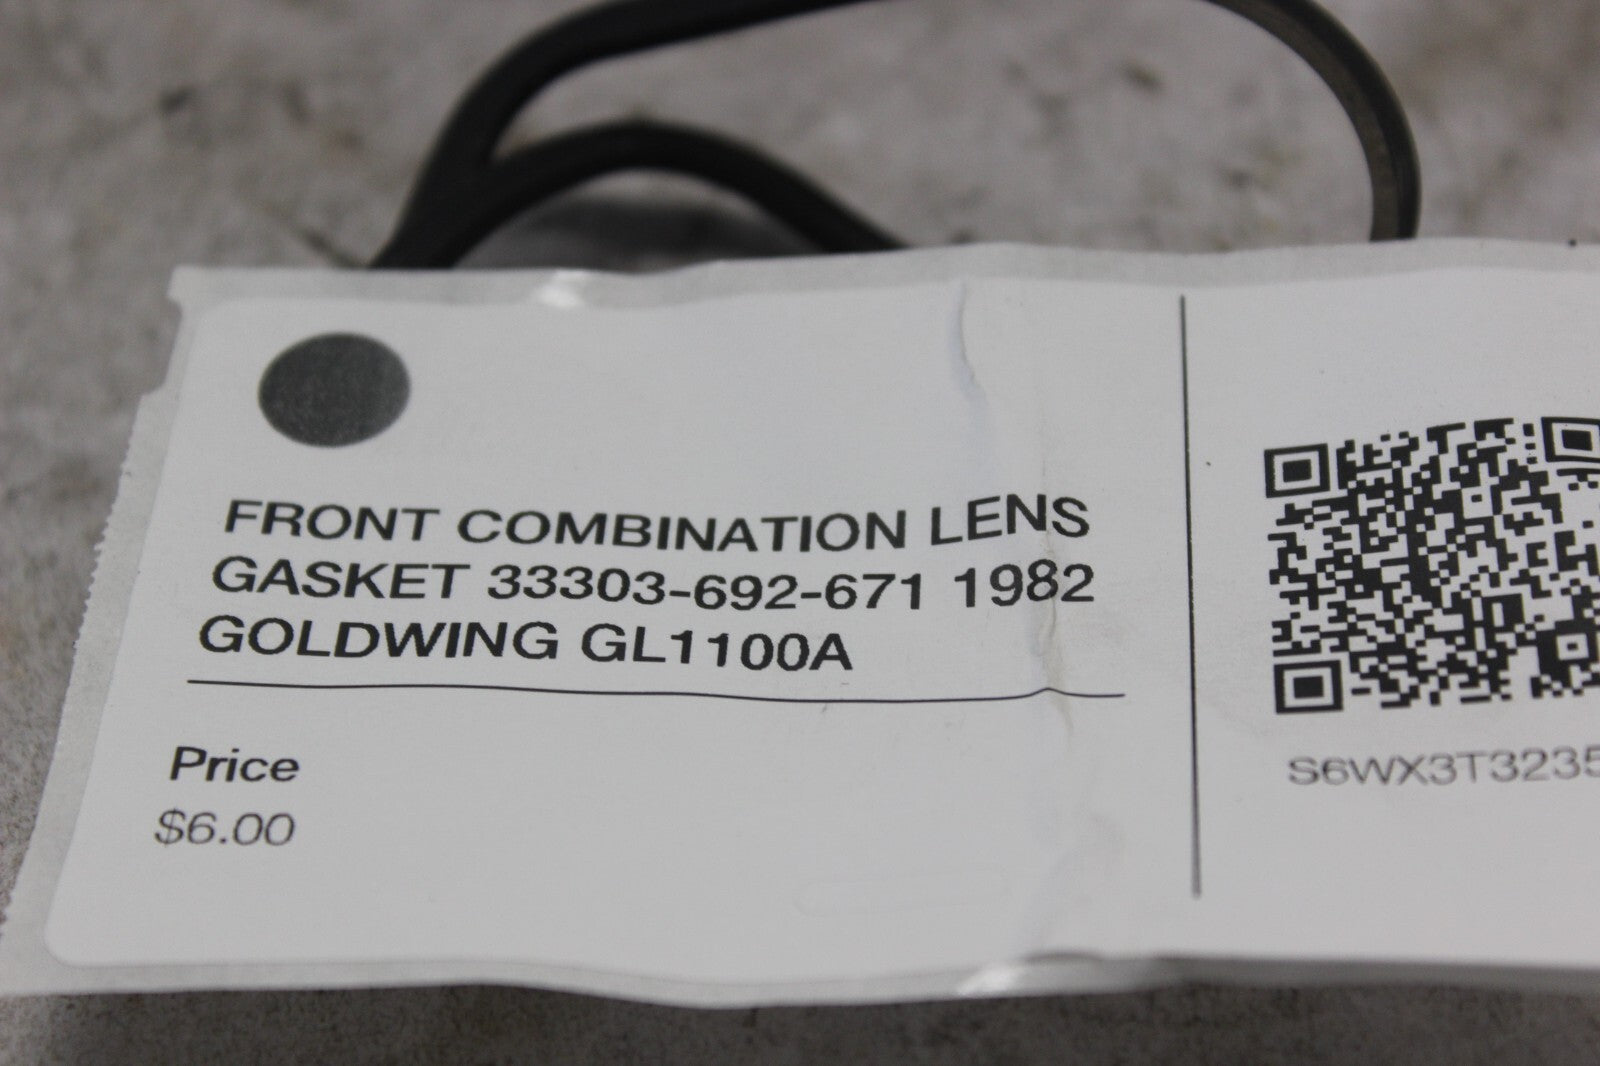 FRONT COMBINATION LENS
GASKET 33303-692-671 1982
GOLDWING GL1100A
Price
$6.00
S6WX3T3235